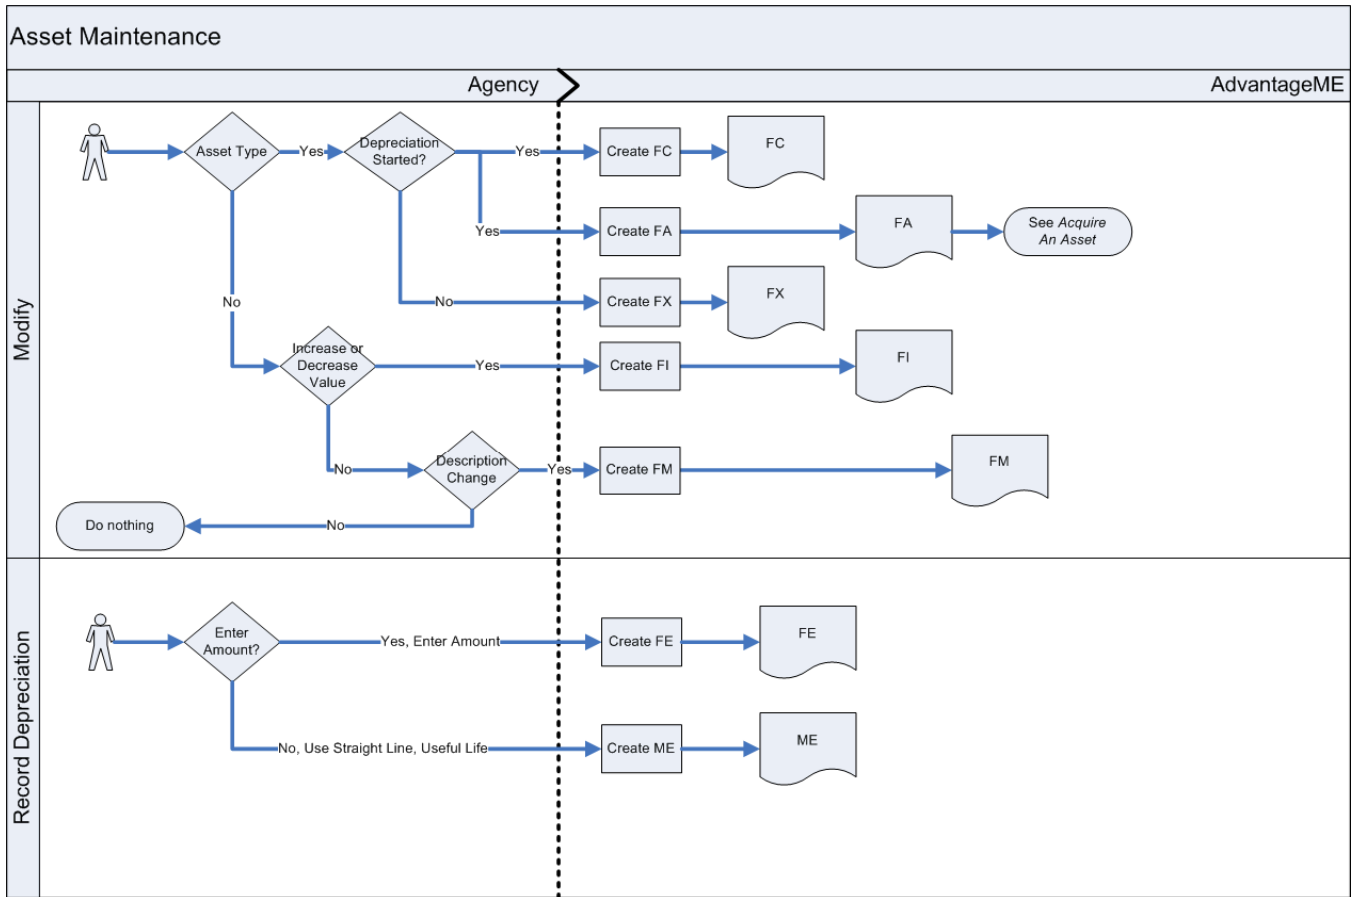 Asset Maintenance
Agency
AdvantageME
Modify
Asset Type
Yes
Depreciation
Started?
Yes
Create FC
FC
Yes
Create FA
FA
See Acquire
An Asset
No
No
Create FX
FX
Increase or
Decrease
Value
Yes
Create FI
FI
No
Description
Change
Yes
Create FM
FM
Do nothing
No
Record Depreciation
Enter
Amount?
Yes, Enter Amount
Create FE
FE
No, Use Straight Line, Useful Life
Create ME
ME